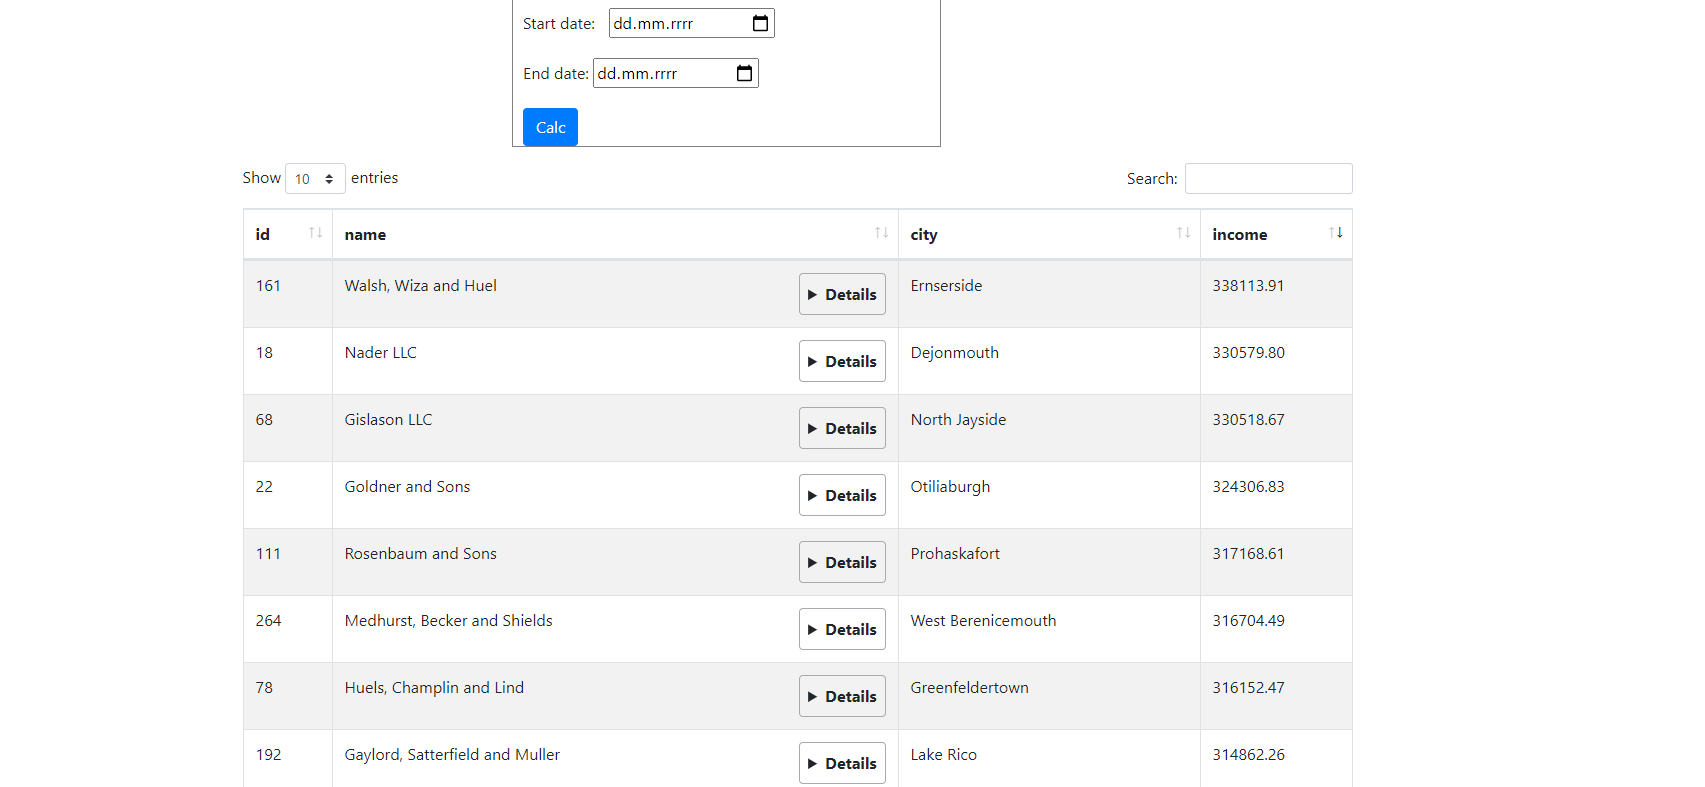 Start date: dd.mm.rrrr
End date: dd.mm.rrrr
Calc
Show 10 entries Search:
id name city income
161 Walsh, Wiza and Huel Details Ernserside 338113.91
18 Nader LLC Details Dejonmouth 330579.80
68 Gislason LLC Details North Jayside 330518.67
22 Goldner and Sons Details Otiliaburgh 324306.83
111 Rosenbaum and Sons Details Prohaskafort 317168.61
264 Medhurst, Becker and Shields Details West Berenicemouth 316704.49
78 Huels, Champlin and Lind Details Greenfeldertown 316152.47
192 Gaylord, Satterfield and Muller Details Lake Rico 314862.26